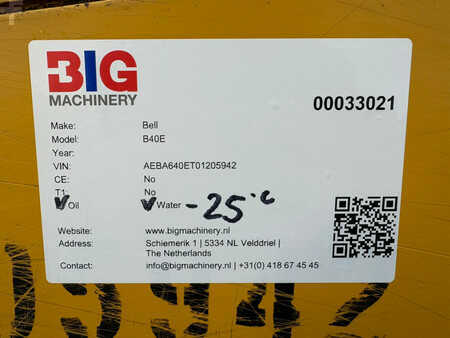 BIG
MACHINERY
00033021
Make: Bell
Model: B40E
Year:
VIN: AEBA640ET01205942
CE: No
T1: No
Oil Water -25°C
Website: www.bigmachinery.nl
Address: Schiemerik 1 | 5334 NL Velddriel |
The Netherlands
Contact: info@bigmachinery.nl | +31(0) 418 67 45 45